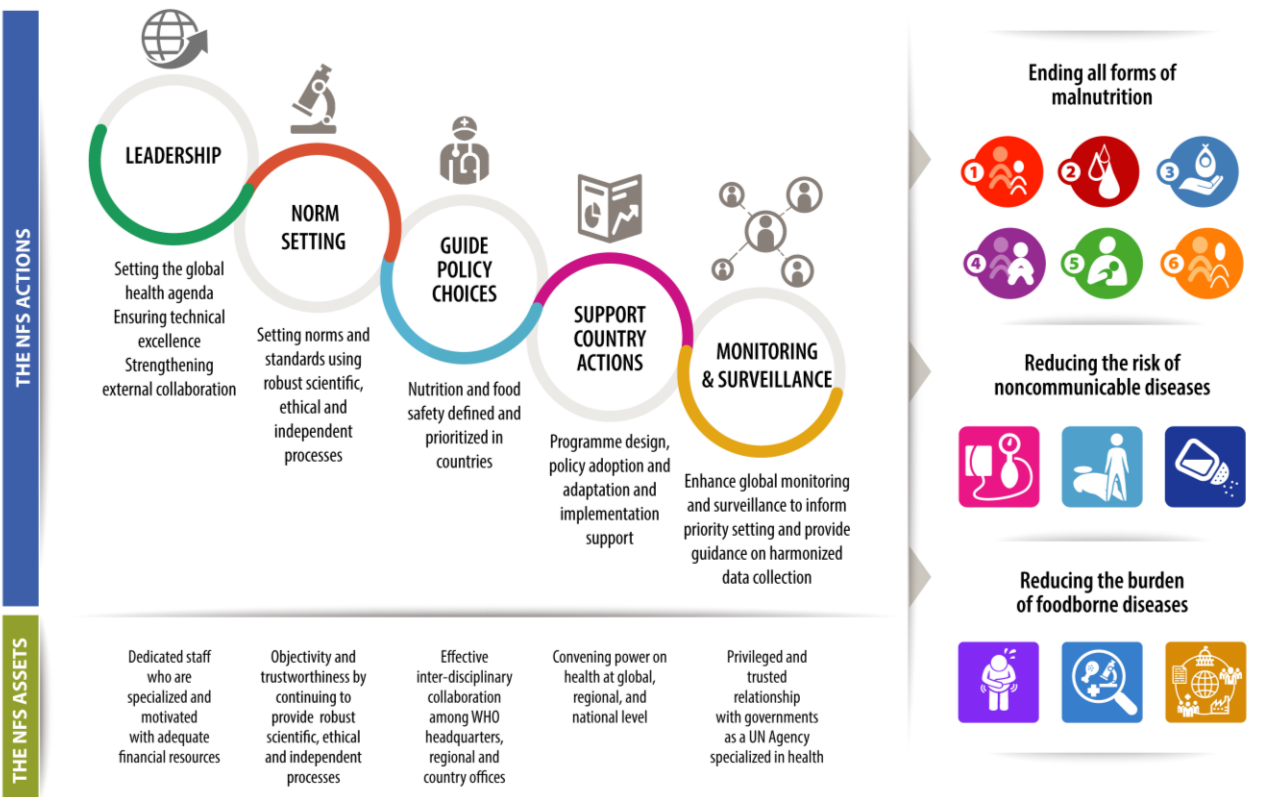 THE NFS ACTIONS
LEADERSHIP
Setting the global
health agenda
Ensuring technical
excellence
Strengthening
external collaboration
NORM
SETTING
Setting norms and
standards using
robust scientific,
ethical and
independent
processes
GUIDE
POLICY
CHOICES
Nutrition and food
safety defined and
prioritized in
countries
SUPPORT
COUNTRY
ACTIONS
Programme design,
policy adoption and
adaptation and
implementation
support
MONITORING
& SURVEILLANCE
Enhance global monitoring
and surveillance to inform
priority setting and provide
guidance on harmonized
data collection
THE NFS ASSETS
Dedicated staff
who are
specialized and
motivated
with adequate
financial resources
Objectivity and
trustworthiness by
continuing to
provide robust
scientific, ethical
and independent
processes
Effective
inter-disciplinary
collaboration
among WHO
headquarters,
regional and
country offices
Convening power on
health at global,
regional, and
national level
Privileged and
trusted
relationship
with governments
as a UN Agency
specialized in health
Ending all forms of
malnutrition
1
2
3
4
5
6
Reducing the risk of
noncommunicable diseases
Reducing the burden
of foodborne diseases